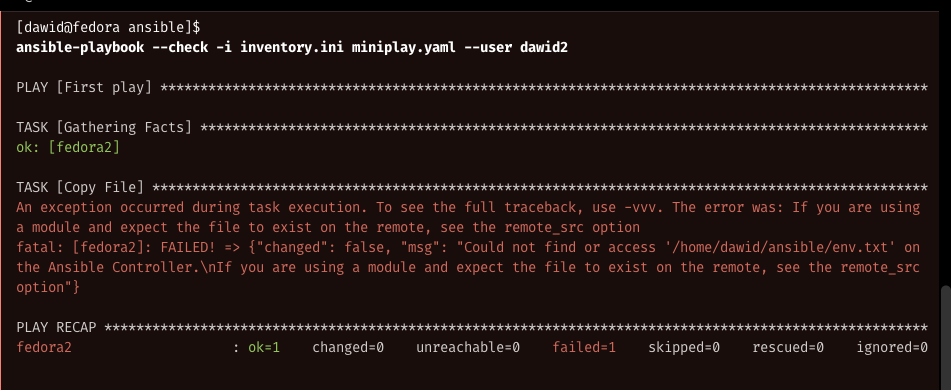 [dawid@fedora ansible]$
ansible-playbook --check -i inventory.ini miniplay.yaml --user dawid2
PLAY [First play] ************************************************************************************************
TASK [Gathering Facts] *******************************************************************************************
ok: [fedora2]
TASK [Copy File] *************************************************************************************************
An exception occurred during task execution. To see the full traceback, use -vvv. The error was: If you are using
a module and expect the file to exist on the remote, see the remote_src option
fatal: [fedora2]: FAILED! => {"changed": false, "msg": "Could not find or access '/home/dawid/ansible/env.txt' on
the Ansible Controller.\nIf you are using a module and expect the file to exist on the remote, see the remote_src
option"}
PLAY RECAP *******************************************************************************************************
fedora2                    : ok=1    changed=0    unreachable=0    failed=1    skipped=0    rescued=0    ignored=0